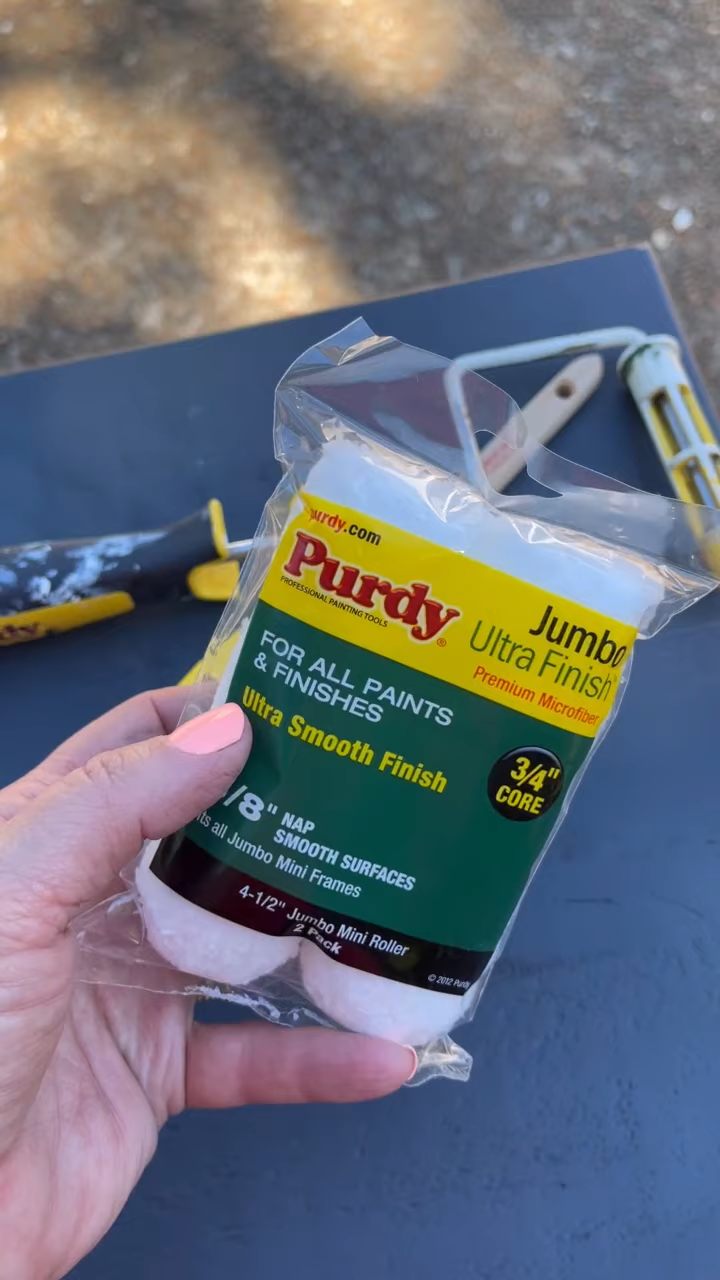 urdy.com
Purdy®
PROFESSIONAL PAINTING TOOLS
Jumbo
Ultra Finish
Premium Microfiber
FOR ALL PAINTS
& FINISHES
Ultra Smooth Finish
3/4"
CORE
/8" NAP
SMOOTH SURFACES
ts all Jumbo Mini Frames
4-1/2" Jumbo Mini Roller
2 Pack
© 2012 Purdy